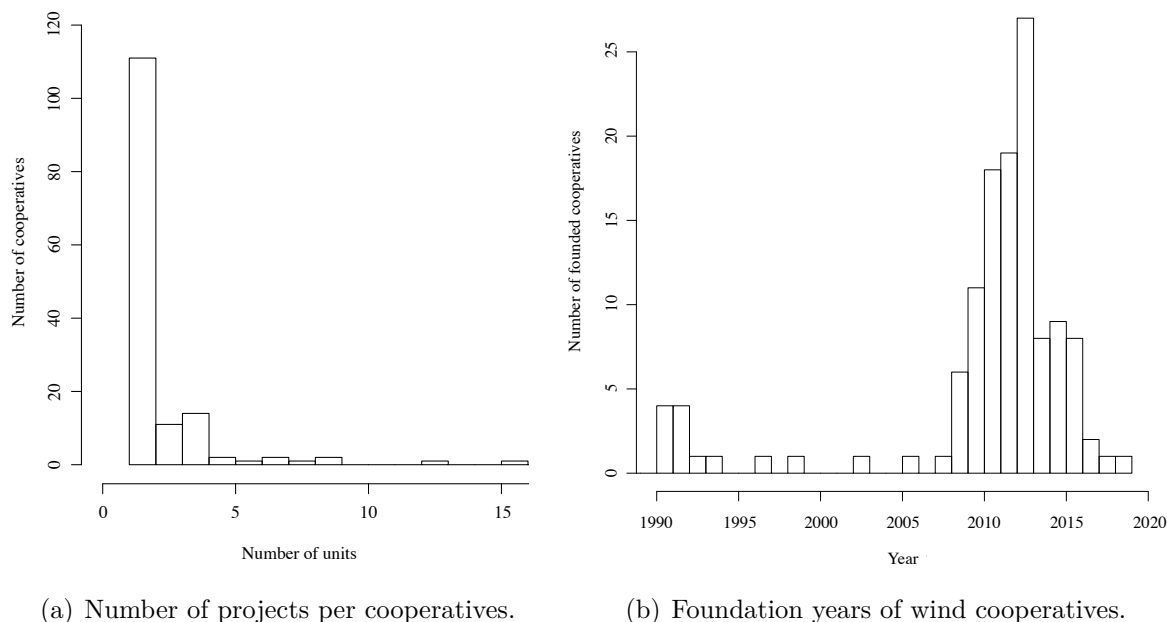 Number of cooperatives
120
100
80
60
40
20
0
0 5 10 15
Number of units
(a) Number of projects per cooperatives.
Number of founded cooperatives
25
20
15
10
5
0
1990 1995 2000 2005 2010 2015 2020
Year
(b) Foundation years of wind cooperatives.